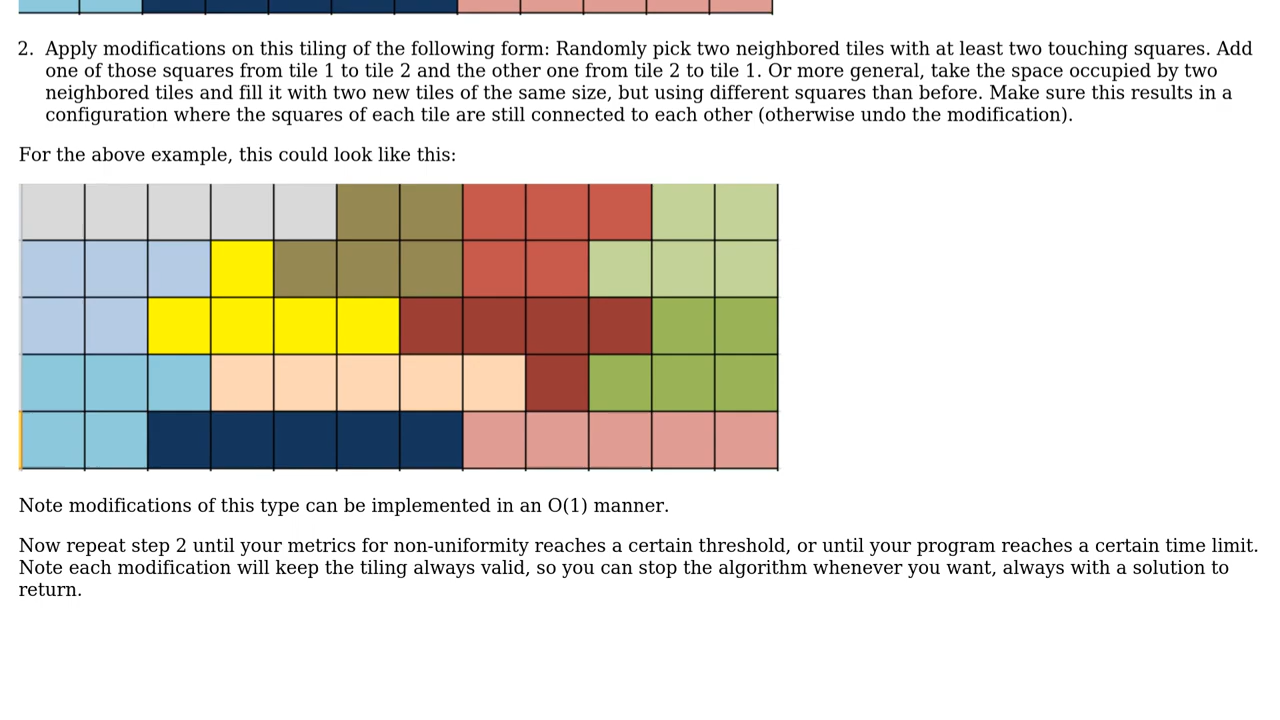 2. Apply modifications on this tiling of the following form: Randomly pick two neighbored tiles with at least two touching squares. Add
one of those squares from tile 1 to tile 2 and the other one from tile 2 to tile 1. Or more general, take the space occupied by two
neighbored tiles and fill it with two new tiles of the same size, but using different squares than before. Make sure this results in a
configuration where the squares of each tile are still connected to each other (otherwise undo the modification).
For the above example, this could look like this:
Note modifications of this type can be implemented in an O(1) manner.
Now repeat step 2 until your metrics for non-uniformity reaches a certain threshold, or until your program reaches a certain time limit.
Note each modification will keep the tiling always valid, so you can stop the algorithm whenever you want, always with a solution to
return.